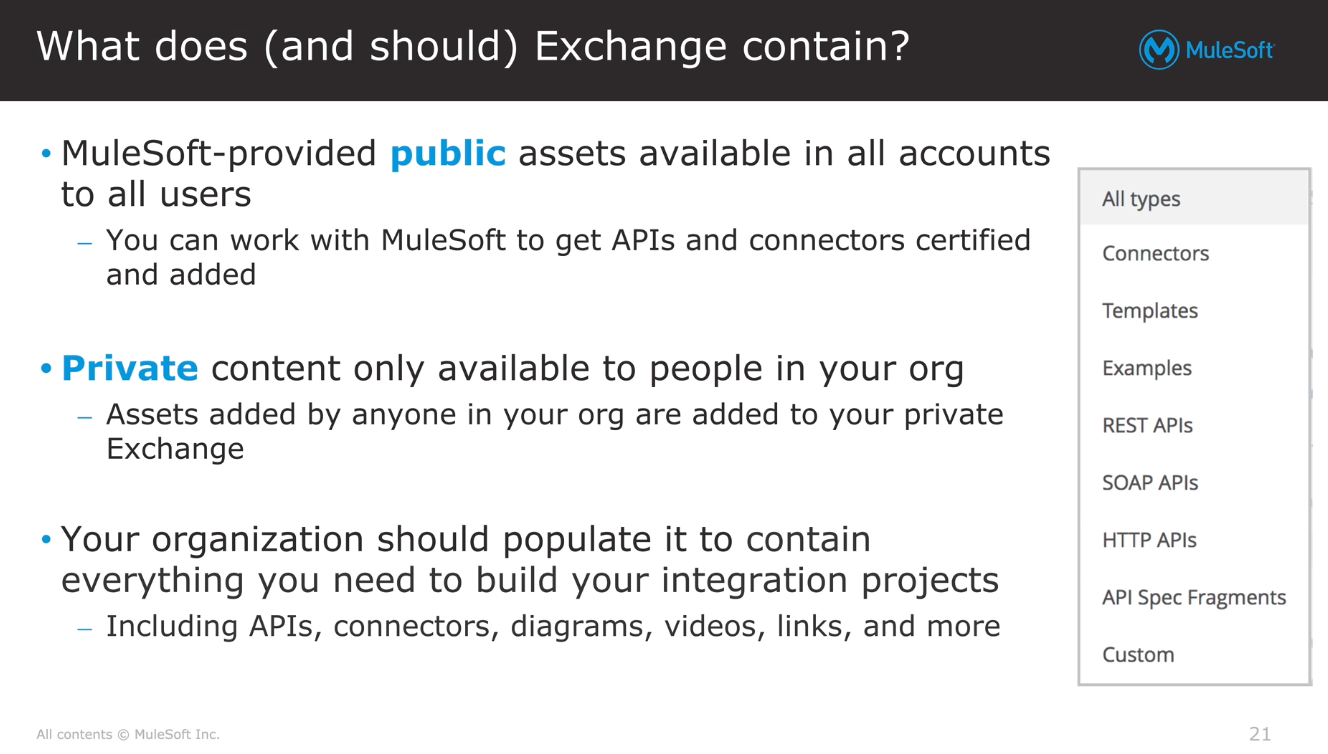 What does (and should) Exchange contain?
MuleSoft
• MuleSoft-provided public assets available in all accounts
to all users
– You can work with MuleSoft to get APIs and connectors certified
and added
• Private content only available to people in your org
– Assets added by anyone in your org are added to your private
Exchange
• Your organization should populate it to contain
everything you need to build your integration projects
– Including APIs, connectors, diagrams, videos, links, and more
All types
Connectors
Templates
Examples
REST APIs
SOAP APIs
HTTP APIs
API Spec Fragments
Custom
All contents © MuleSoft Inc.
21